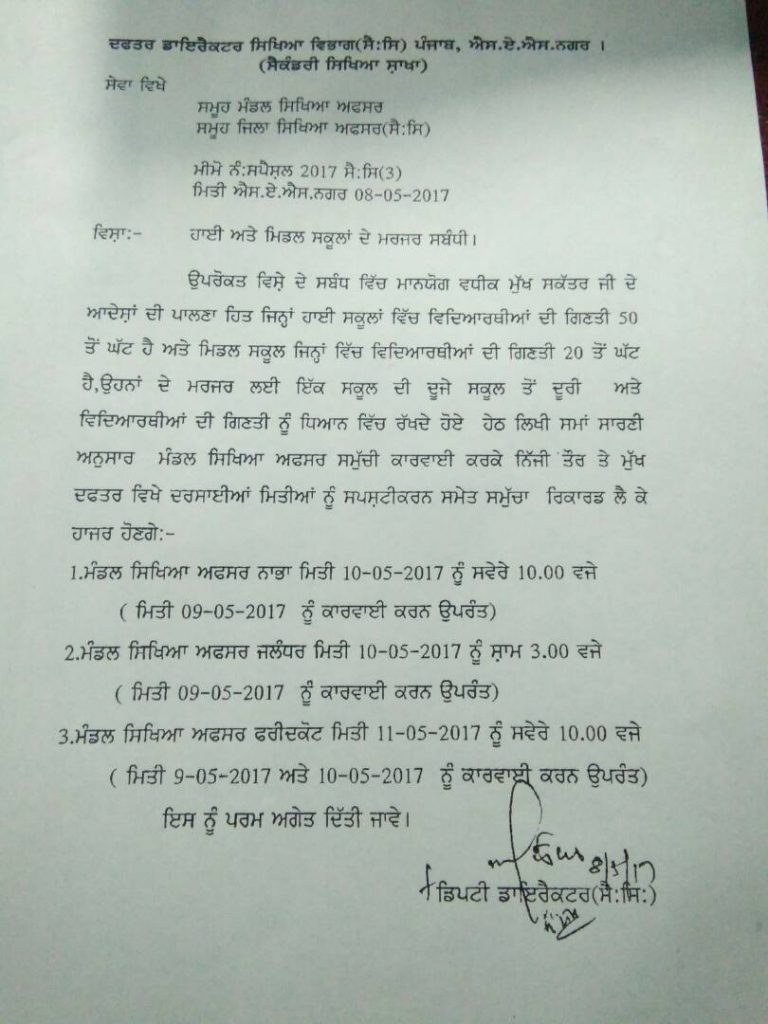 ਦਫਤਰ ਡਾਇਰੈਕਟਰ ਸਿਖਿਆ ਵਿਭਾਗ(ਸੈ:ਸਿ) ਪੰਜਾਬ, ਐਸ.ਏ.ਐਸ.ਨਗਰ ।
(ਸੈਕੰਡਰੀ ਸਿਖਿਆ ਸ਼ਾਖਾ)
ਸੇਵਾ ਵਿਖੇ
ਸਮੂਹ ਮੰਡਲ ਸਿਖਿਆ ਅਫਸਰ
ਸਮੂਹ ਜਿਲਾ ਸਿਖਿਆ ਅਫਸਰ(ਸੈ:ਸਿ)
ਮੀਮੋ ਨੰ:ਸਪੈਸ਼ਲ 2017 ਸੈ:ਸਿ(3)
ਮਿਤੀ ਐਸ.ਏ.ਐਸ.ਨਗਰ 08-05-2017
ਵਿਸ਼ਾ:- ਹਾਈ ਅਤੇ ਮਿਡਲ ਸਕੂਲਾਂ ਦੇ ਮਰਜਰ ਸਬੰਧੀ।
ਉਪਰੋਕਤ ਵਿਸ਼ੇ ਦੇ ਸਬੰਧ ਵਿੱਚ ਮਾਨਯੋਗ ਵਧੀਕ ਮੁੱਖ ਸਕੱਤਰ ਜੀ ਦੇ
ਆਦੇਸ਼ਾਂ ਦੀ ਪਾਲਣਾ ਹਿਤ ਜਿਨ੍ਹਾਂ ਹਾਈ ਸਕੂਲਾਂ ਵਿੱਚ ਵਿਦਿਆਰਥੀਆਂ ਦੀ ਗਿਣਤੀ 50
ਤੋਂ ਘੱਟ ਹੈ ਅਤੇ ਮਿਡਲ ਸਕੂਲ ਜਿਨ੍ਹਾਂ ਵਿੱਚ ਵਿਦਿਆਰਥੀਆਂ ਦੀ ਗਿਣਤੀ 20 ਤੋਂ ਘੱਟ
ਹੈ,ਉਹਨਾਂ ਦੇ ਮਰਜਰ ਲਈ ਇੱਕ ਸਕੂਲ ਦੀ ਦੂਜੇ ਸਕੂਲ ਤੋਂ ਦੂਰੀ ਅਤੇ
ਵਿਦਿਆਰਥੀਆਂ ਦੀ ਗਿਣਤੀ ਨੂੰ ਧਿਆਨ ਵਿੱਚ ਰੱਖਦੇ ਹੋਏ ਹੇਠ ਲਿਖੀ ਸਮਾਂ ਸਾਰਣੀ
ਅਨੁਸਾਰ ਮੰਡਲ ਸਿਖਿਆ ਅਫਸਰ ਸਮੁੱਚੀ ਕਾਰਵਾਈ ਕਰਕੇ ਨਿੱਜੀ ਤੌਰ ਤੇ ਮੁੱਖ
ਦਫਤਰ ਵਿਖੇ ਦਰਸਾਈਆਂ ਮਿਤੀਆਂ ਨੂੰ ਸਪਸ਼ਟੀਕਰਨ ਸਮੇਤ ਸਮੁੱਚਾ ਰਿਕਾਰਡ ਲੈ ਕੇ
ਹਾਜਰ ਹੋਣਗੇ:-
1.ਮੰਡਲ ਸਿਖਿਆ ਅਫਸਰ ਨਾਭਾ ਮਿਤੀ 10-05-2017 ਨੂੰ ਸਵੇਰੇ 10.00 ਵਜੇ
( ਮਿਤੀ 09-05-2017 ਨੂੰ ਕਾਰਵਾਈ ਕਰਨ ਉਪਰੰਤ)
2.ਮੰਡਲ ਸਿਖਿਆ ਅਫਸਰ ਜਲੰਧਰ ਮਿਤੀ 10-05-2017 ਨੂੰ ਸ਼ਾਮ 3.00 ਵਜੇ
( ਮਿਤੀ 09-05-2017 ਨੂੰ ਕਾਰਵਾਈ ਕਰਨ ਉਪਰੰਤ)
3.ਮੰਡਲ ਸਿਖਿਆ ਅਫਸਰ ਫਰੀਦਕੋਟ ਮਿਤੀ 11-05-2017 ਨੂੰ ਸਵੇਰੇ 10.00 ਵਜੇ
( ਮਿਤੀ 9-05-2017 ਅਤੇ 10-05-2017 ਨੂੰ ਕਾਰਵਾਈ ਕਰਨ ਉਪਰੰਤ)
ਇਸ ਨੂੰ ਪਰਮ ਅਗੇਤ ਦਿੱਤੀ ਜਾਵੇ।
8/5/17
ਡਿਪਟੀ ਡਾਇਰੈਕਟਰ(ਸੈ:ਸਿ:)